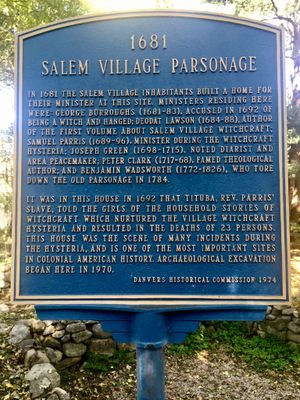 1681
SALEM VILLAGE PARSONAGE
IN 1681 THE SALEM VILLAGE INHABITANTS BUILT A HOME FOR
THEIR MINISTER AT THIS SITE. MINISTERS RESIDING HERE
WERE: GEORGE BURROUGHS (1681-83), ACCUSED IN 1692 OF
BEING A WITCH AND HANGED; DEODAT LAWSON (1684-88), AUTHOR
OF THE FIRST VOLUME ABOUT SALEM VILLAGE WITCHCRAFT;
SAMUEL PARRIS (1689-96), MINISTER DURING THE WITCHCRAFT
HYSTERIA; JOSEPH GREEN (1698-1715), NOTED DIARIST AND
AREA PEACEMAKER; PETER CLARK (1717-68), FAMED THEOLOGICAL
AUTHOR; AND BENJAMIN WADSWORTH (1772-1826), WHO TORE
DOWN THE OLD PARSONAGE IN 1784.
IT WAS IN THIS HOUSE IN 1692 THAT TITUBA, REV. PARRIS'
SLAVE, TOLD THE GIRLS OF THE HOUSEHOLD STORIES OF
WITCHCRAFT WHICH NURTURED THE VILLAGE WITCHCRAFT
HYSTERIA AND RESULTED IN THE DEATHS OF 23 PERSONS.
THIS HOUSE WAS THE SCENE OF MANY INCIDENTS DURING
THE HYSTERIA, AND IS ONE OF THE MOST IMPORTANT SITES
IN COLONIAL AMERICAN HISTORY. ARCHAEOLOGICAL EXCAVATION
BEGAN HERE IN 1970.
DANVERS HISTORICAL COMMISSION 1974